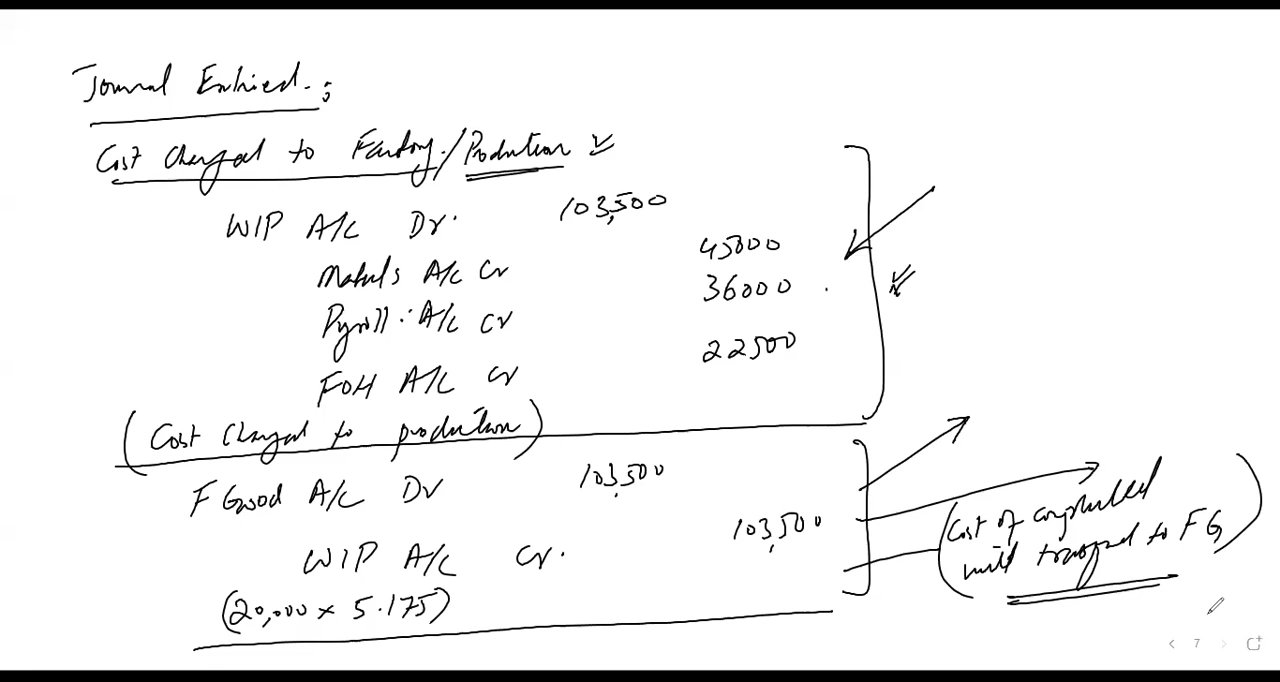 Journal Entries :
Cost Charged to Factory/Production
WIP A/C Dr. 103,500
Materials A/C Cr 45000
Payroll A/C Cr 36000
FOH A/C Cr 22500
(Cost Charged to production)
F Good A/C Dr 103,500
WIP A/C Cr. 103,500
(20,000 x 5.175)
(Cost of completed
unit transferred to FG)
7